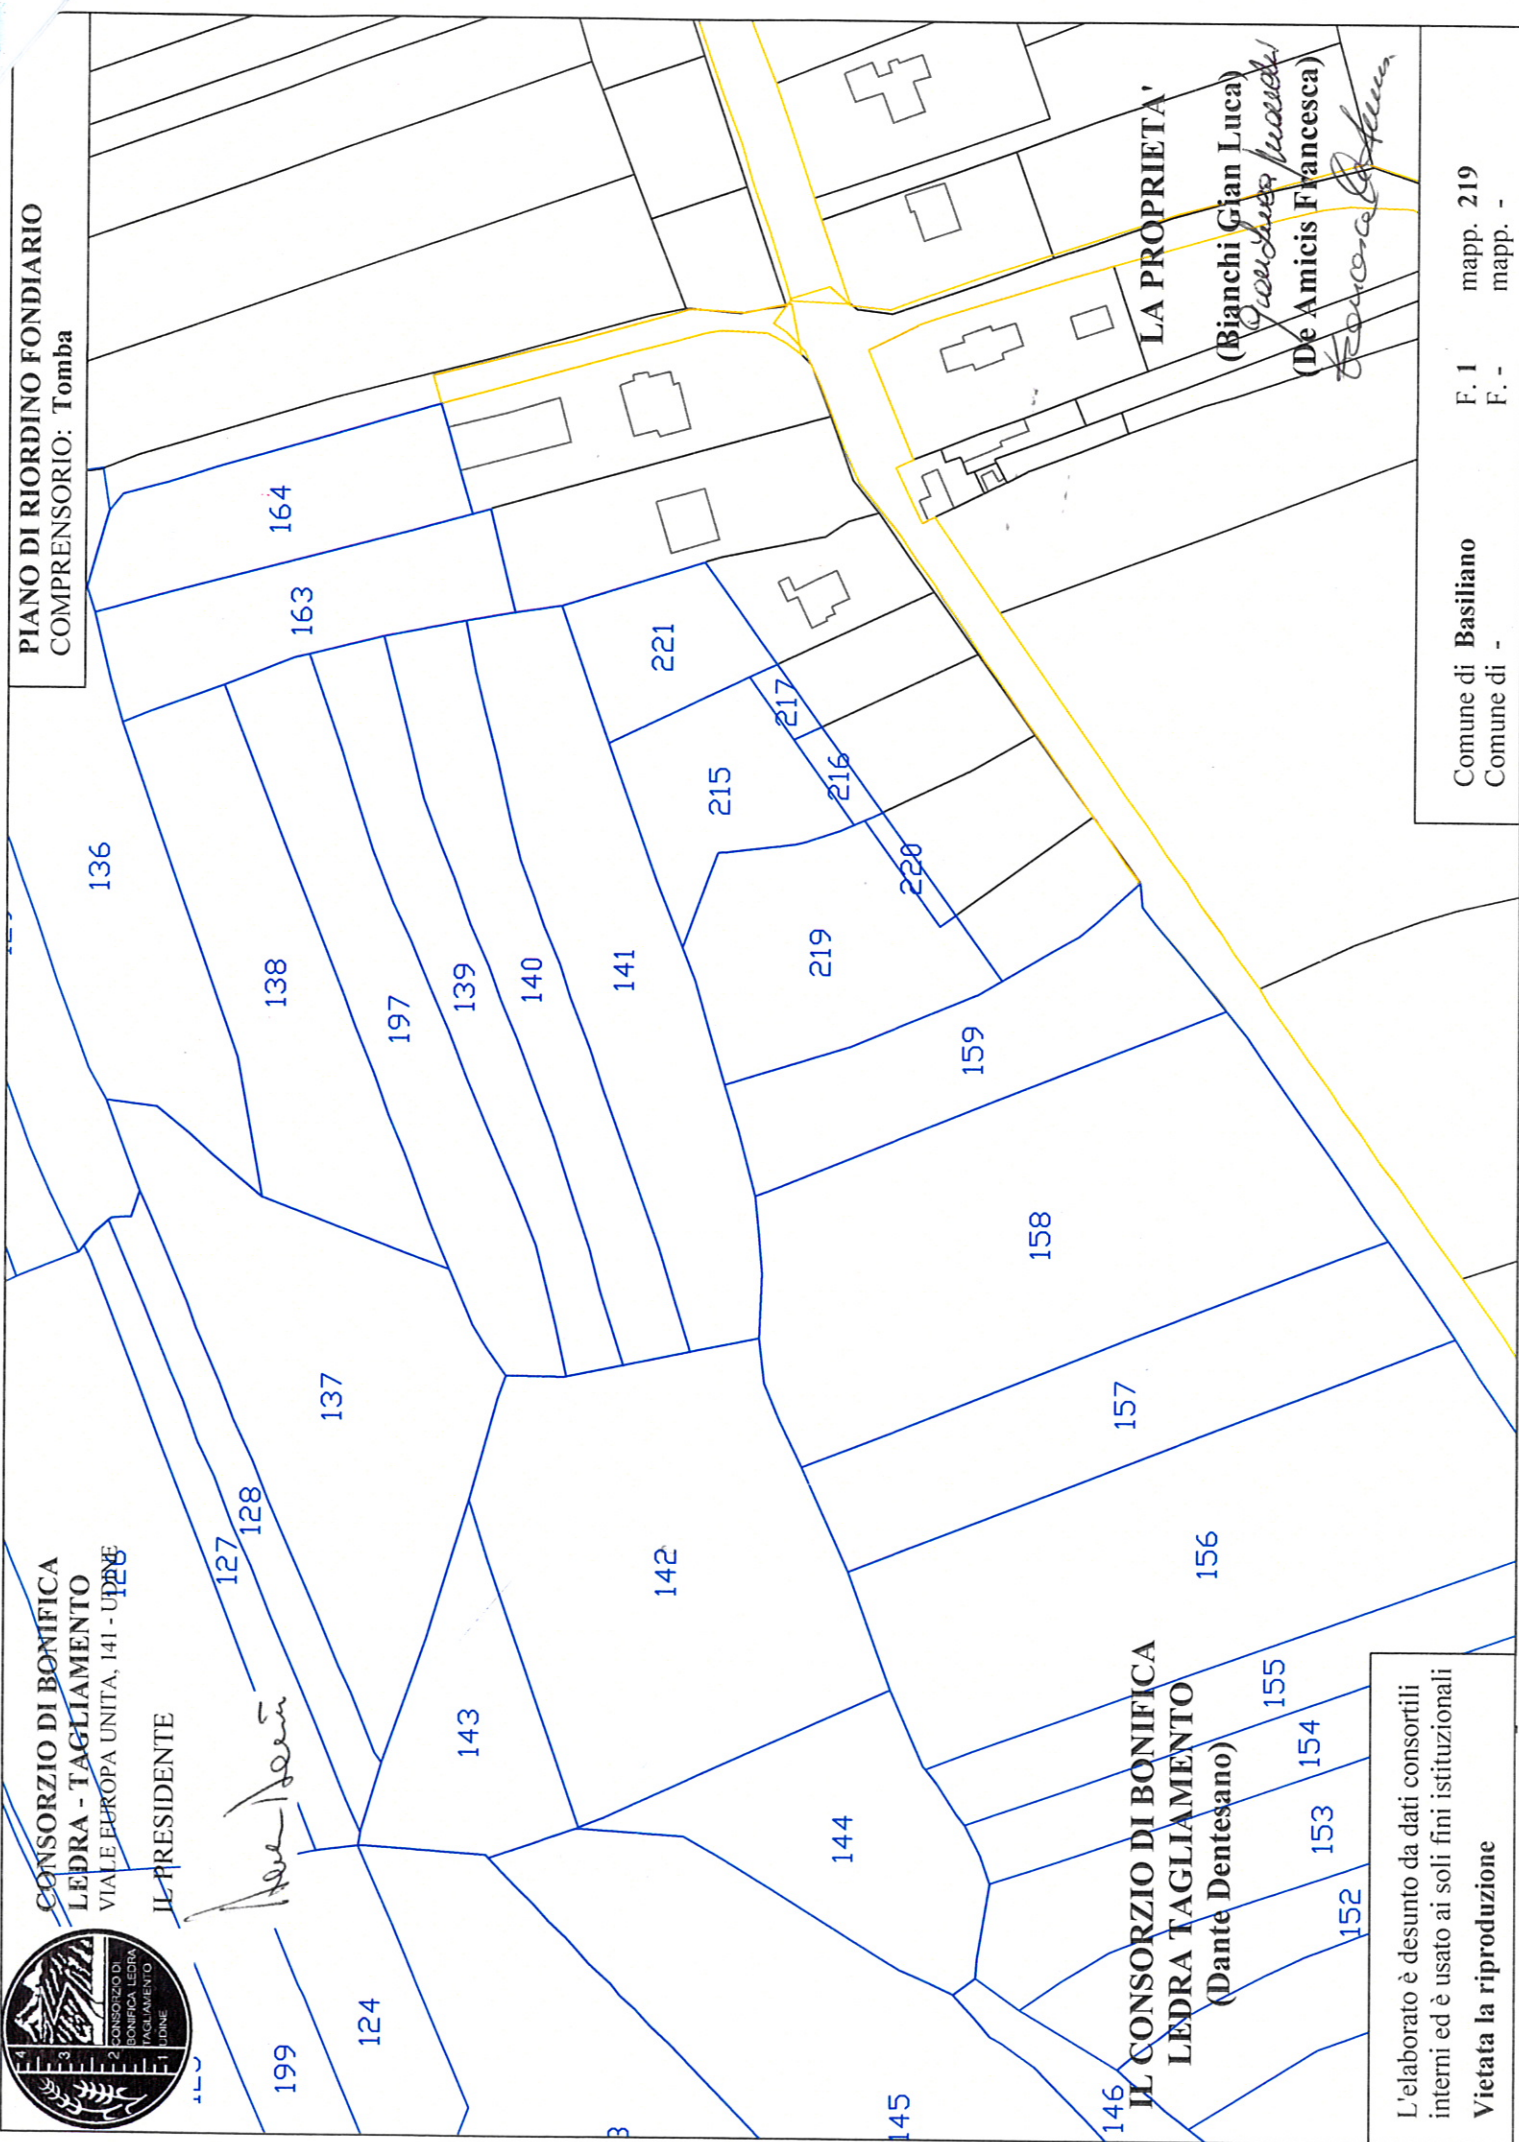 CONSORZIO DI BONIFICA
LEDRA - TAGLIAMENTO
VIALE EUROPA UNITA, 141 - UDINE
IL PRESIDENTE
4
3
2
1
CONSORZIO DI
BONIFICA LEDRA
TAGLIAMENTO
UDINE
PIANO DI RIORDINO FONDIARIO
COMPRENSORIO: Tomba
126
127
128
136
164
163
138
197
139
140
141
137
221
217
215
216
220
219
159
158
157
156
142
143
144
124
199
145
146
155
154
153
152
IL CONSORZIO DI BONIFICA
LEDRA TAGLIAMENTO
(Dante Dentesano)
LA PROPRIETA'
(Bianchi Gian Luca)
(De Amicis Francesca)
L'elaborato è desunto da dati consortili
interni ed è usato ai soli fini istituzionali
Vietata la riproduzione
Comune di Basiliano F. 1 mapp. 219
Comune di - F. - mapp. -